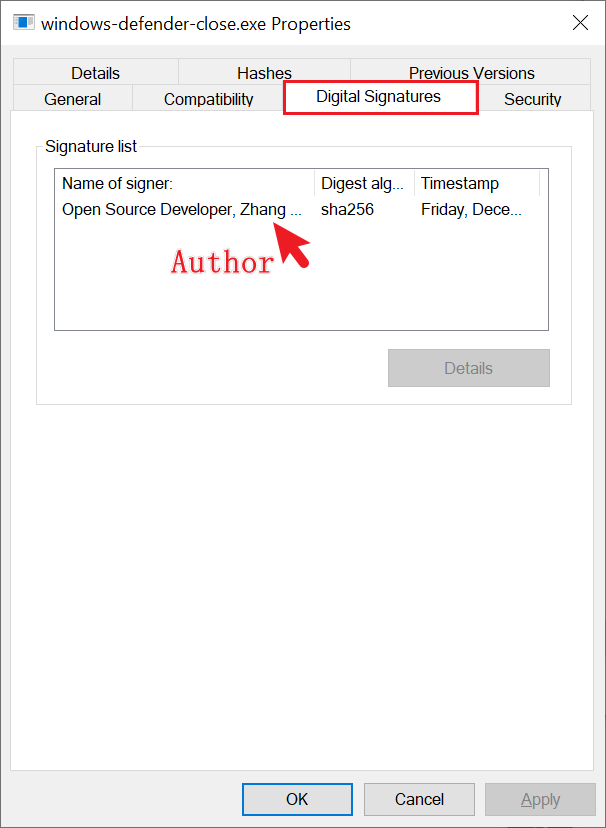 windows-defender-close.exe Properties
Details Hashes Previous Versions
General Compatibility Digital Signatures Security
Signature list
Name of signer: Digest alg... Timestamp
Open Source Developer, Zhang ... sha256 Friday, Dece...
Author
Details
OK Cancel Apply